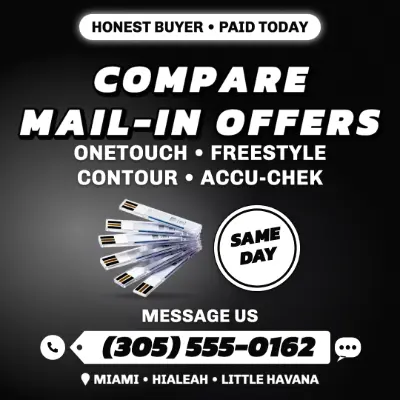 HONEST BUYER • PAID TODAY
COMPARE
MAIL-IN OFFERS
ONETOUCH • FREESTYLE
CONTOUR • ACCU-CHEK
SAME
DAY
MESSAGE US
(305) 555-0162
MIAMI • HIALEAH • LITTLE HAVANA